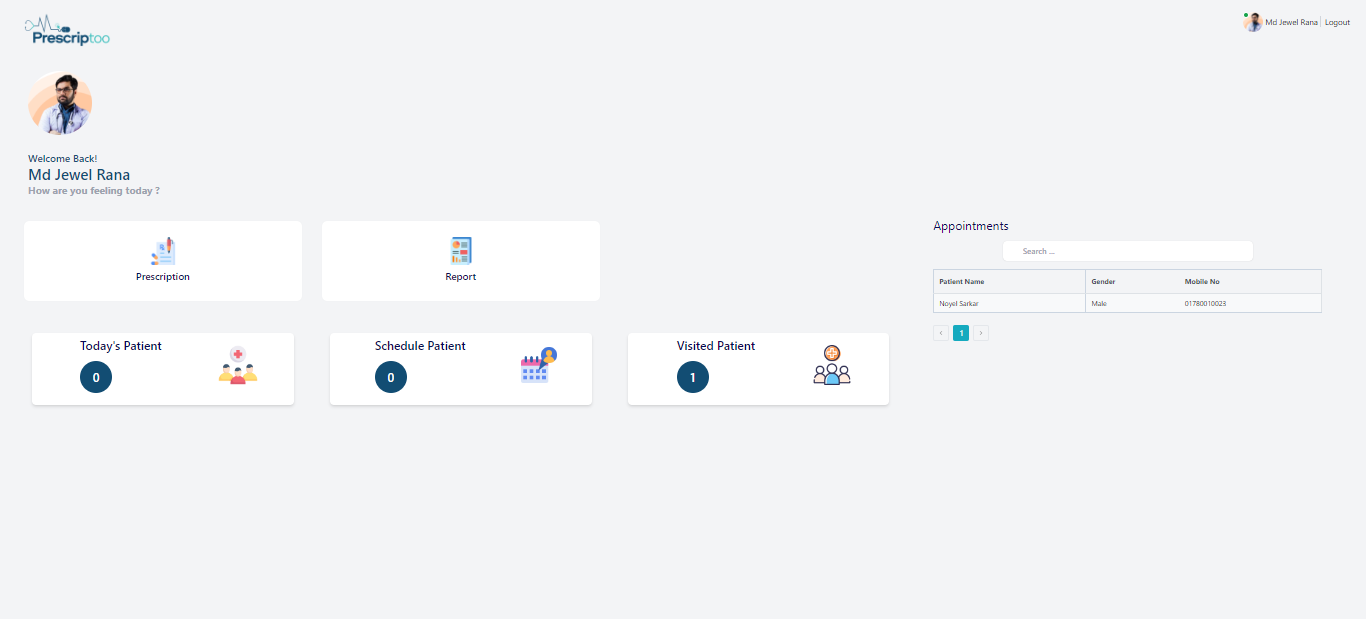 Prescriptoo
Md Jewel Rana | Logout
Welcome Back!
Md Jewel Rana
How are you feeling today ?
Prescription
Report
Today's Patient
0
Schedule Patient
0
Visited Patient
1
Appointments
Search ...
Patient Name Gender Mobile No
Noyel Sarkar Male 01780010023
‹ 1 ›